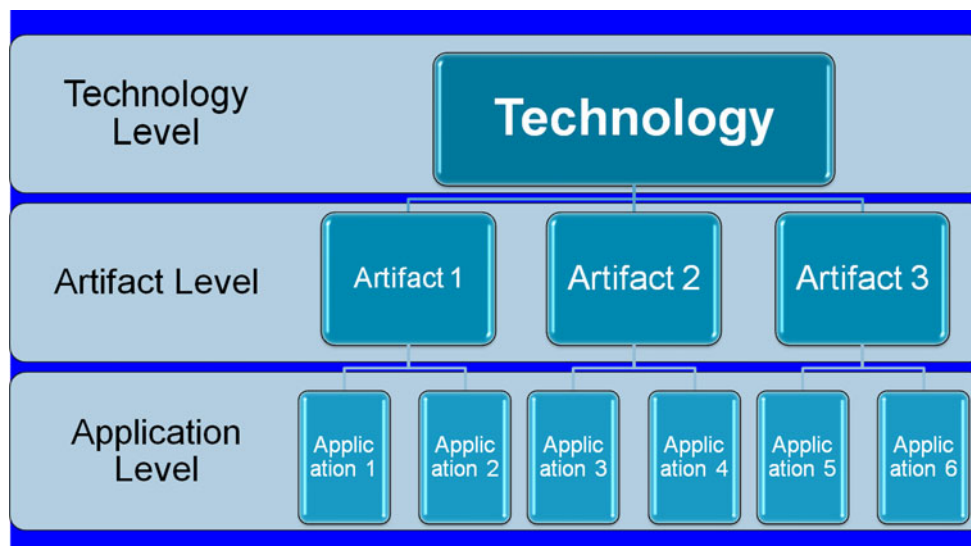 Technology
Level
Technology
Artifact Level
Artifact 1
Artifact 2
Artifact 3
Application
Level
Applic
ation 1
Applic
ation 2
Applic
ation 3
Applic
ation 4
Applic
ation 5
Applic
ation 6